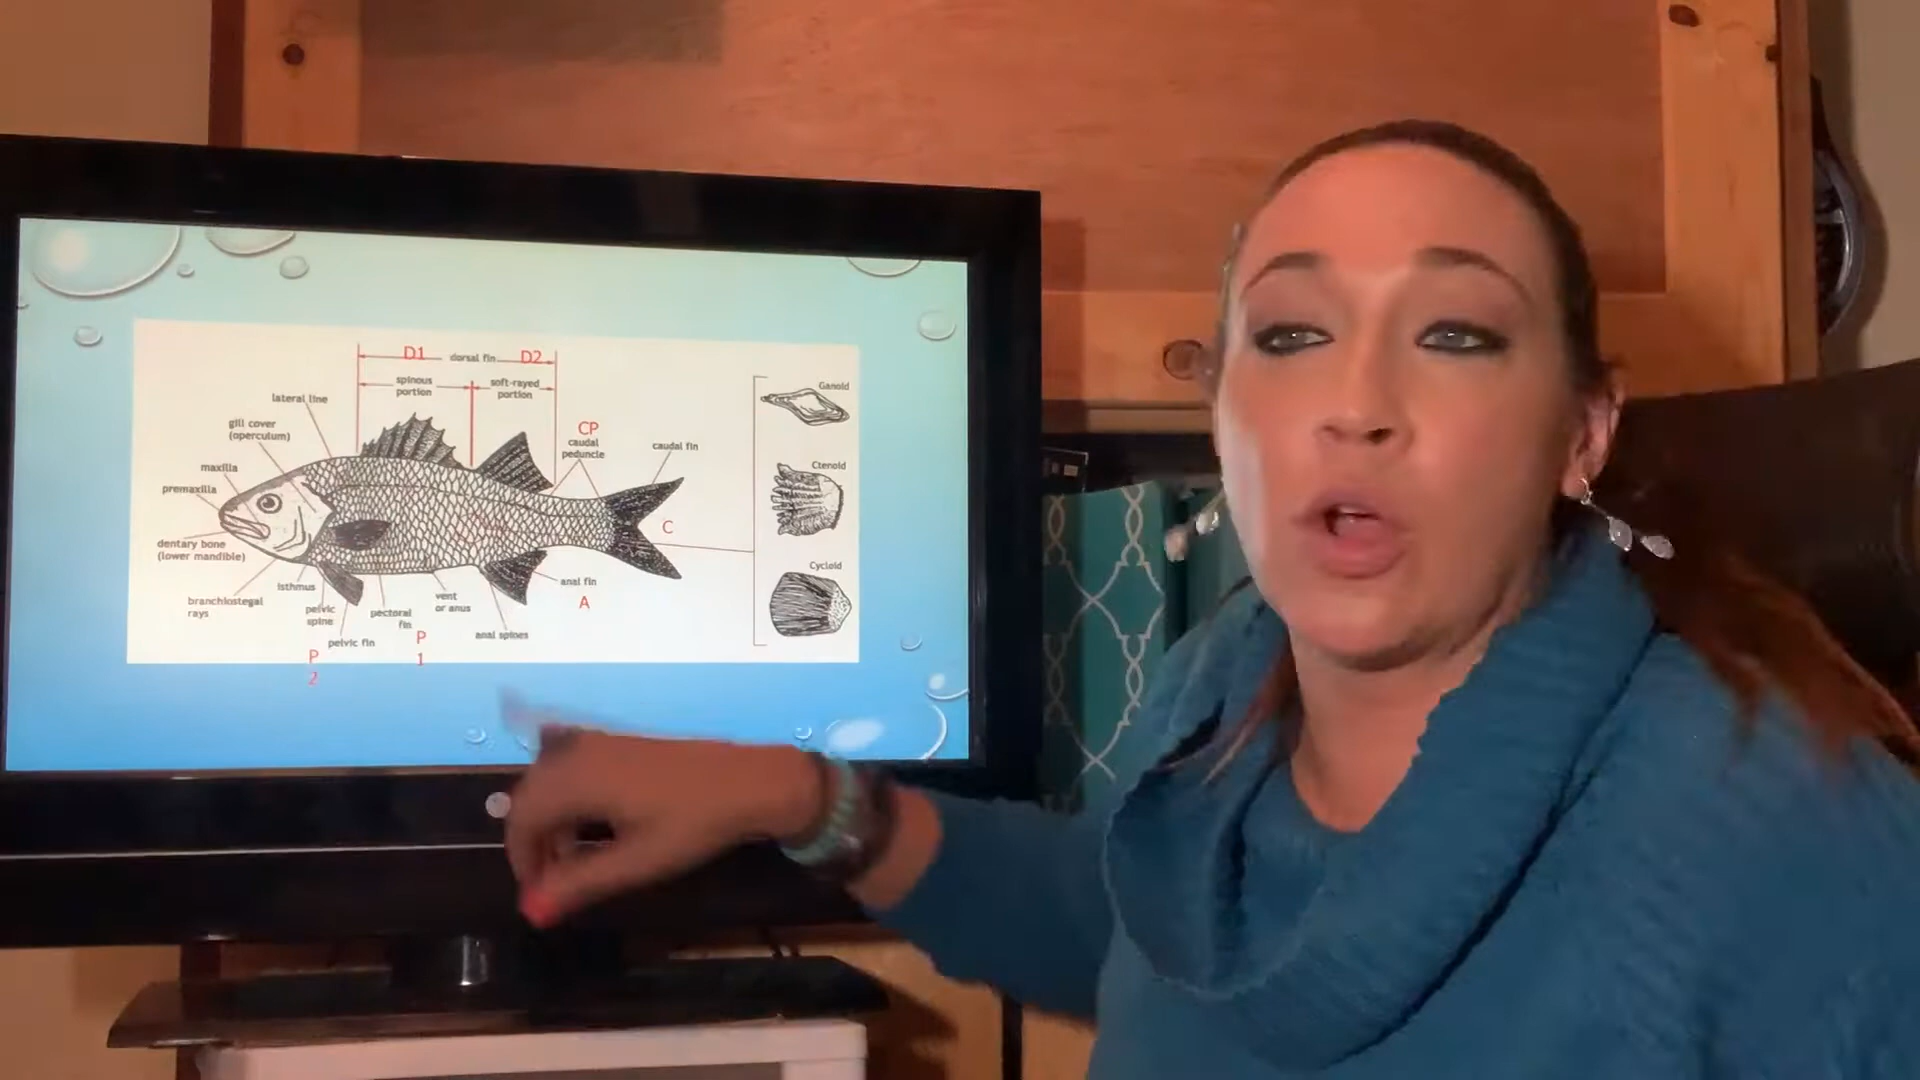 D1
dorsal fin
D2
spinous
portion
soft-rayed
portion
lateral line
gill cover
(operculum)
maxilla
premaxilla
CP
caudal
peduncle
caudal fin
C
dentary bone
(lower mandible)
branchiostegal
rays
isthmus
pelvic
spine
pelvic fin
pectoral
fin
vent
or anus
anal spines
anal fin
A
P
2
P
1
Ganoid
Ctenoid
Cycloid